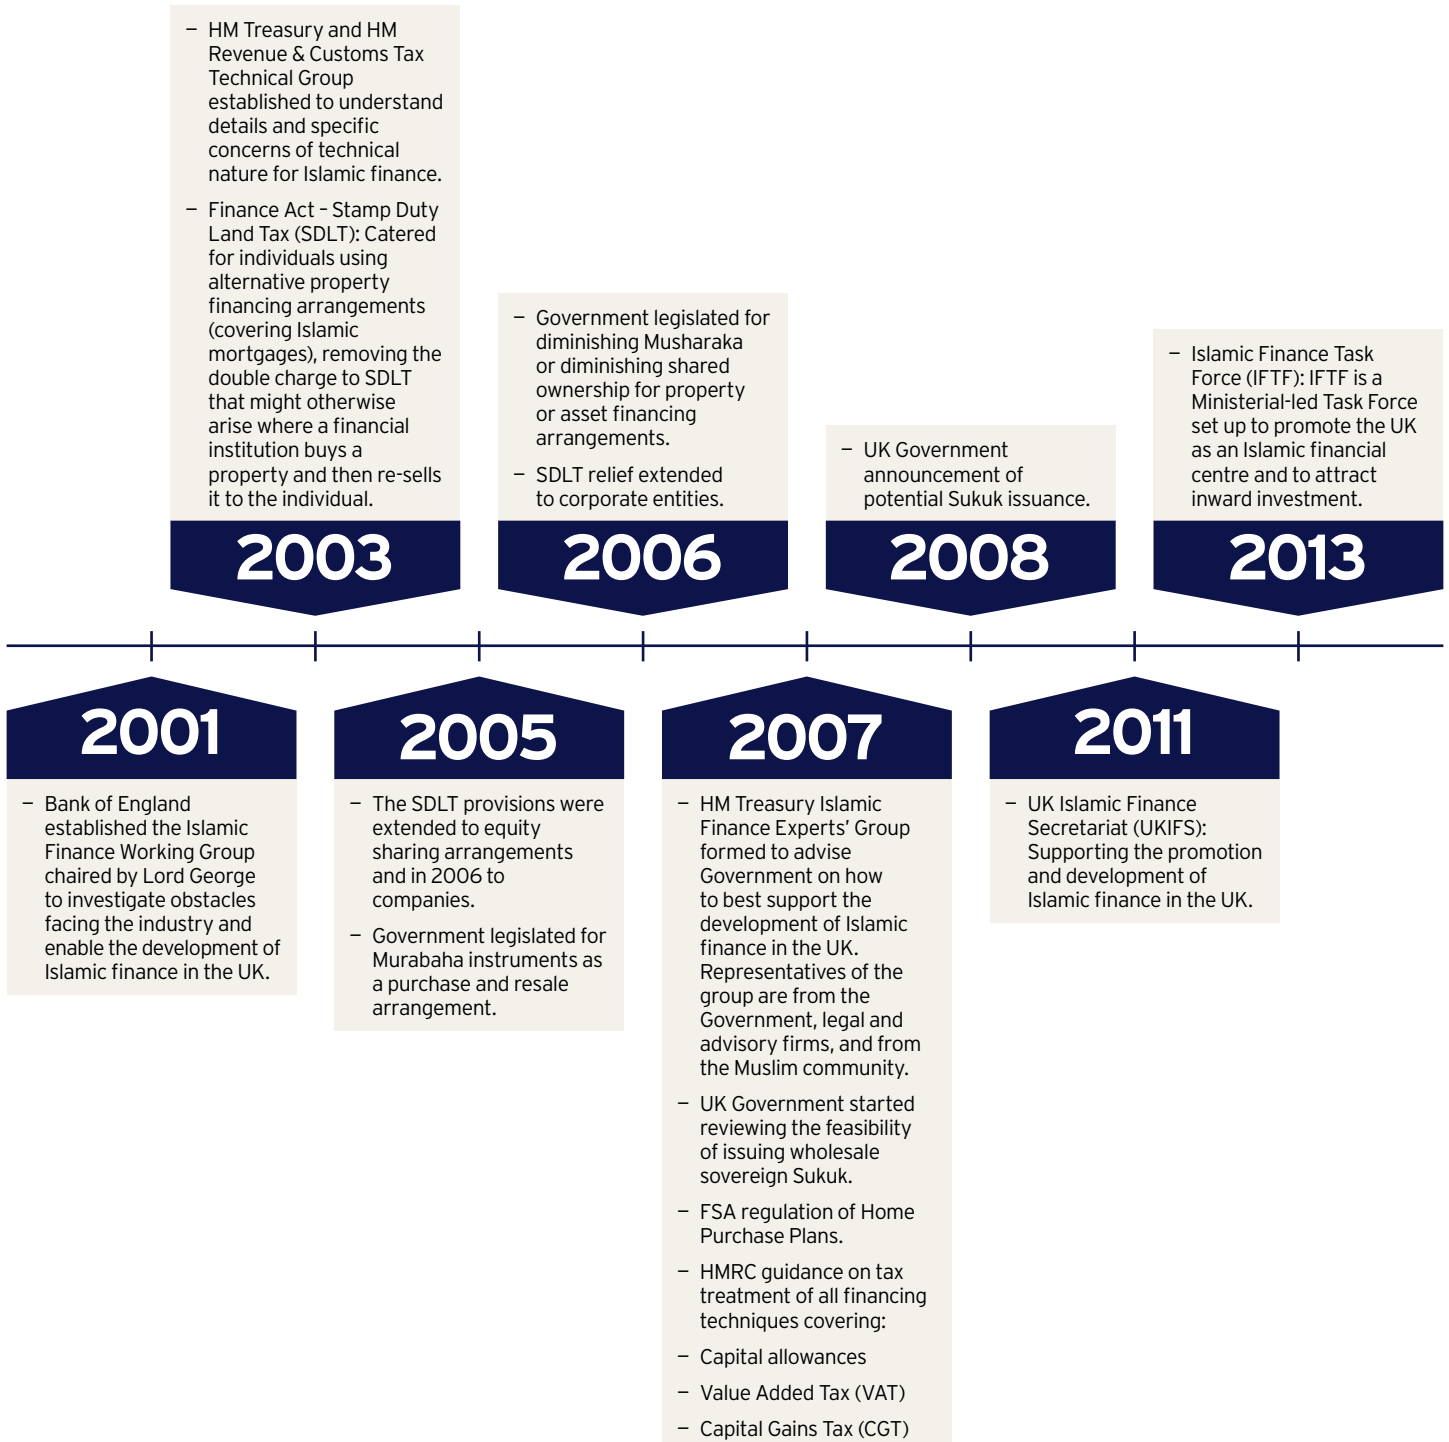 – HM Treasury and HM
Revenue & Customs Tax
Technical Group
established to understand
details and specific
concerns of technical
nature for Islamic finance.
– Finance Act – Stamp Duty
Land Tax (SDLT): Catered
for individuals using
alternative property
financing arrangements
(covering Islamic
mortgages), removing the
double charge to SDLT
that might otherwise
arise where a financial
institution buys a
property and then re-sells
it to the individual.
2003
– Government legislated for
diminishing Musharaka
or diminishing shared
ownership for property
or asset financing
arrangements.
– SDLT relief extended
to corporate entities.
2006
– UK Government
announcement of
potential Sukuk issuance.
2008
– Islamic Finance Task
Force (IFTF): IFTF is a
Ministerial-led Task Force
set up to promote the UK
as an Islamic financial
centre and to attract
inward investment.
2013
2001
– Bank of England
established the Islamic
Finance Working Group
chaired by Lord George
to investigate obstacles
facing the industry and
enable the development of
Islamic finance in the UK.
2005
– The SDLT provisions were
extended to equity
sharing arrangements
and in 2006 to
companies.
– Government legislated for
Murabaha instruments as
a purchase and resale
arrangement.
2007
– HM Treasury Islamic
Finance Experts’ Group
formed to advise
Government on how
to best support the
development of Islamic
finance in the UK.
Representatives of the
group are from the
Government, legal and
advisory firms, and from
the Muslim community.
– UK Government started
reviewing the feasibility
of issuing wholesale
sovereign Sukuk.
– FSA regulation of Home
Purchase Plans.
– HMRC guidance on tax
treatment of all financing
techniques covering:
– Capital allowances
– Value Added Tax (VAT)
– Capital Gains Tax (CGT)
2011
– UK Islamic Finance
Secretariat (UKIFS):
Supporting the promotion
and development of
Islamic finance in the UK.